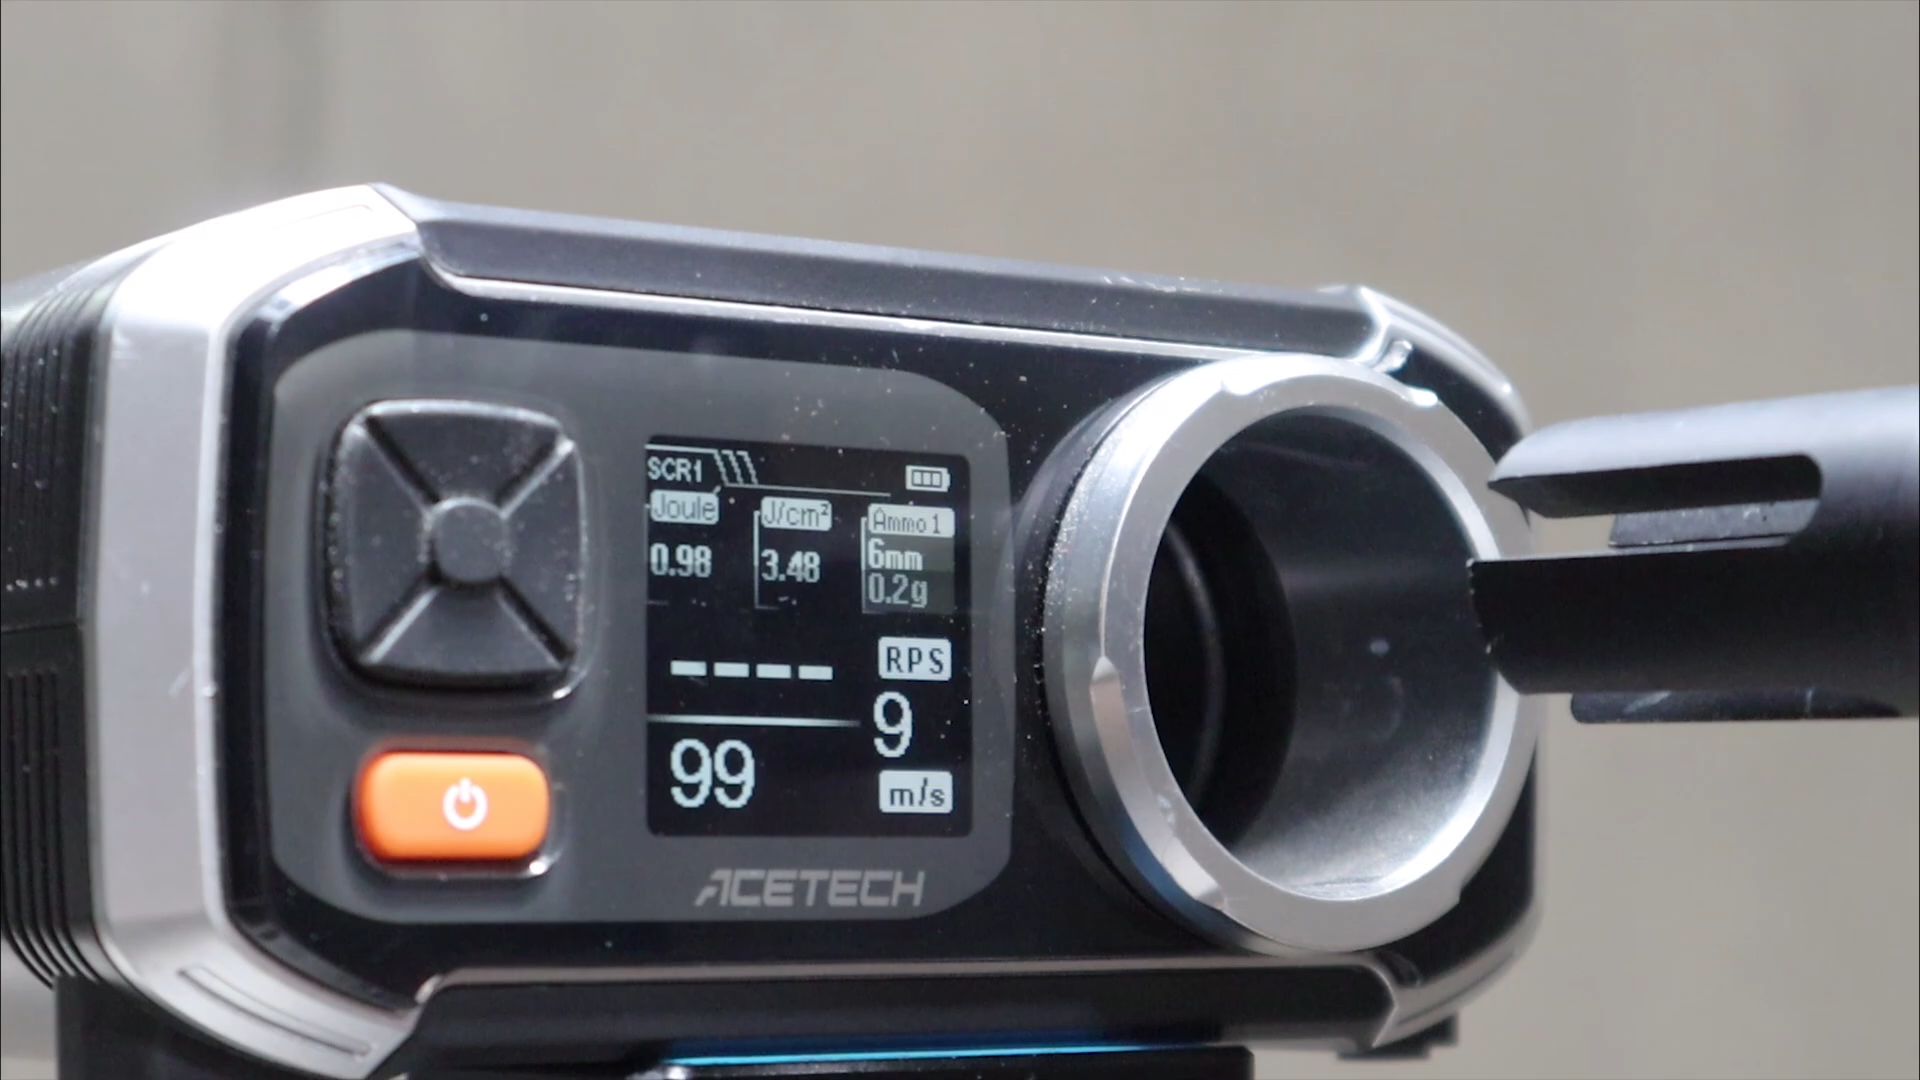 SCR1
Joule J/cm² Ammo 1
0.98 3.48 6mm
0.2g
---- RPS
99 9
m/s
ACETECH